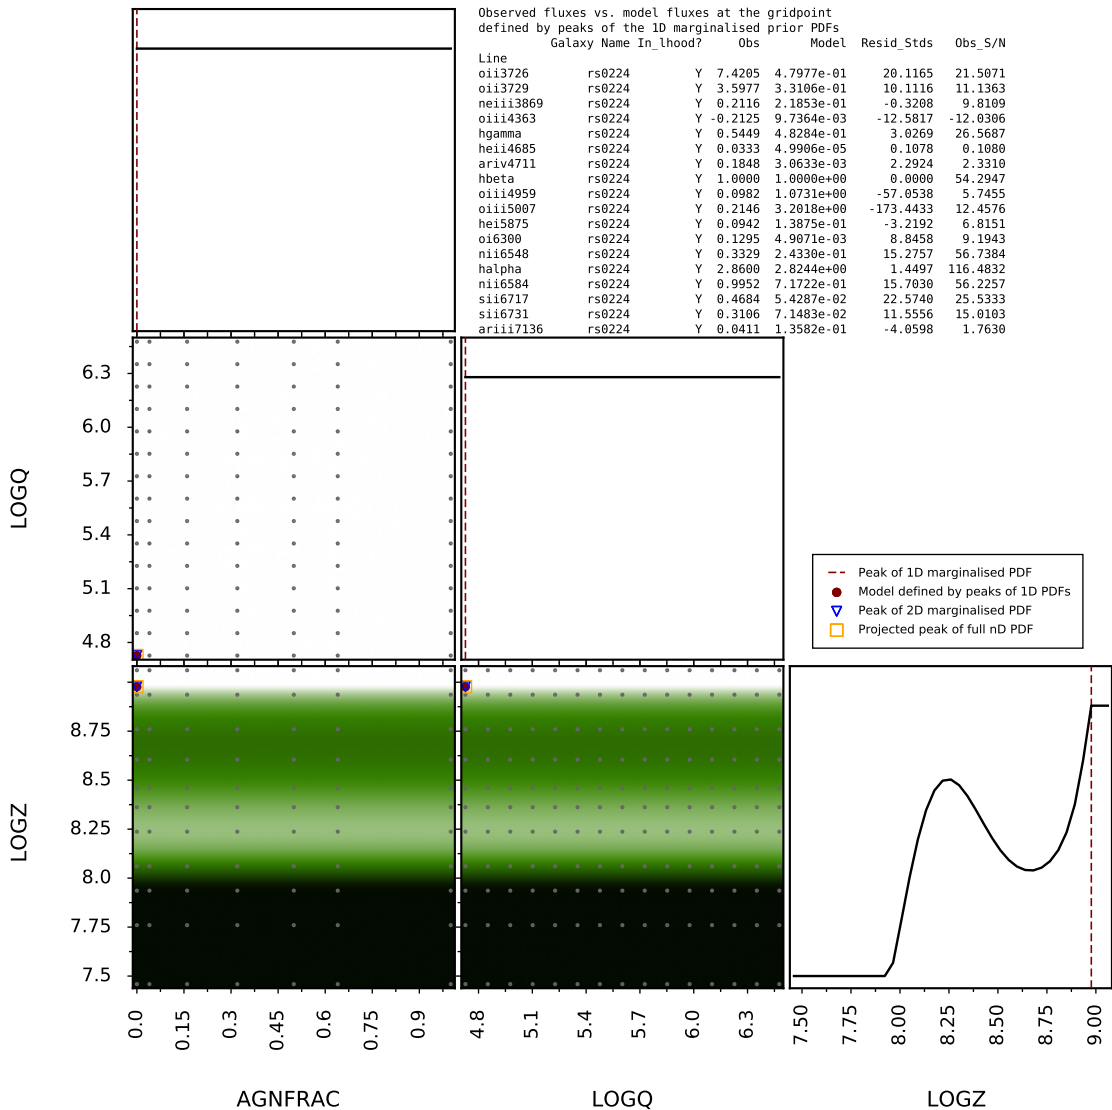 Observed fluxes vs. model fluxes at the gridpoint
defined by peaks of the 1D marginalised prior PDFs
Galaxy Name In_lhood? Obs Model Resid_Stds Obs_S/N
Line
oii3726 rs0224 Y 7.4205 4.7977e-01 20.1165 21.5071
oii3729 rs0224 Y 3.5977 3.3106e-01 10.1116 11.1363
neiii3869 rs0224 Y 0.2116 2.1853e-01 -0.3208 9.8109
oiii4363 rs0224 Y -0.2125 9.7364e-03 -12.5817 -12.0306
hgamma rs0224 Y 0.5449 4.8284e-01 3.0269 26.5687
heii4685 rs0224 Y 0.0333 4.9906e-05 0.1078 0.1080
ariv4711 rs0224 Y 0.1848 3.0633e-03 2.2924 2.3310
hbeta rs0224 Y 1.0000 1.0000e+00 0.0000 54.2947
oiii4959 rs0224 Y 0.0982 1.0731e+00 -57.0538 5.7455
oiii5007 rs0224 Y 0.2146 3.2018e+00 -173.4433 12.4576
hei5875 rs0224 Y 0.0942 1.3875e-01 -3.2192 6.8151
oi6300 rs0224 Y 0.1295 4.9071e-03 8.8458 9.1943
nii6548 rs0224 Y 0.3329 2.4330e-01 15.2757 56.7384
halpha rs0224 Y 2.8600 2.8244e+00 1.4497 116.4832
nii6584 rs0224 Y 0.9952 7.1722e-01 15.7030 56.2257
sii6717 rs0224 Y 0.4684 5.4287e-02 22.5740 25.5333
sii6731 rs0224 Y 0.3106 7.1483e-02 11.5556 15.0103
ariii7136 rs0224 Y 0.0411 1.3582e-01 -4.0598 1.7630
6.3
6.0
5.7
5.4
5.1
4.8
LOGQ
Peak of 1D marginalised PDF
Model defined by peaks of 1D PDFs
Peak of 2D marginalised PDF
Projected peak of full nD PDF
8.75
8.5
8.25
8.0
7.75
7.5
LOGZ
0.0 0.15 0.3 0.45 0.6 0.75 0.9
4.8 5.1 5.4 5.7 6.0 6.3
7.50 7.75 8.00 8.25 8.50 8.75 9.00
AGNFRAC LOGQ LOGZ